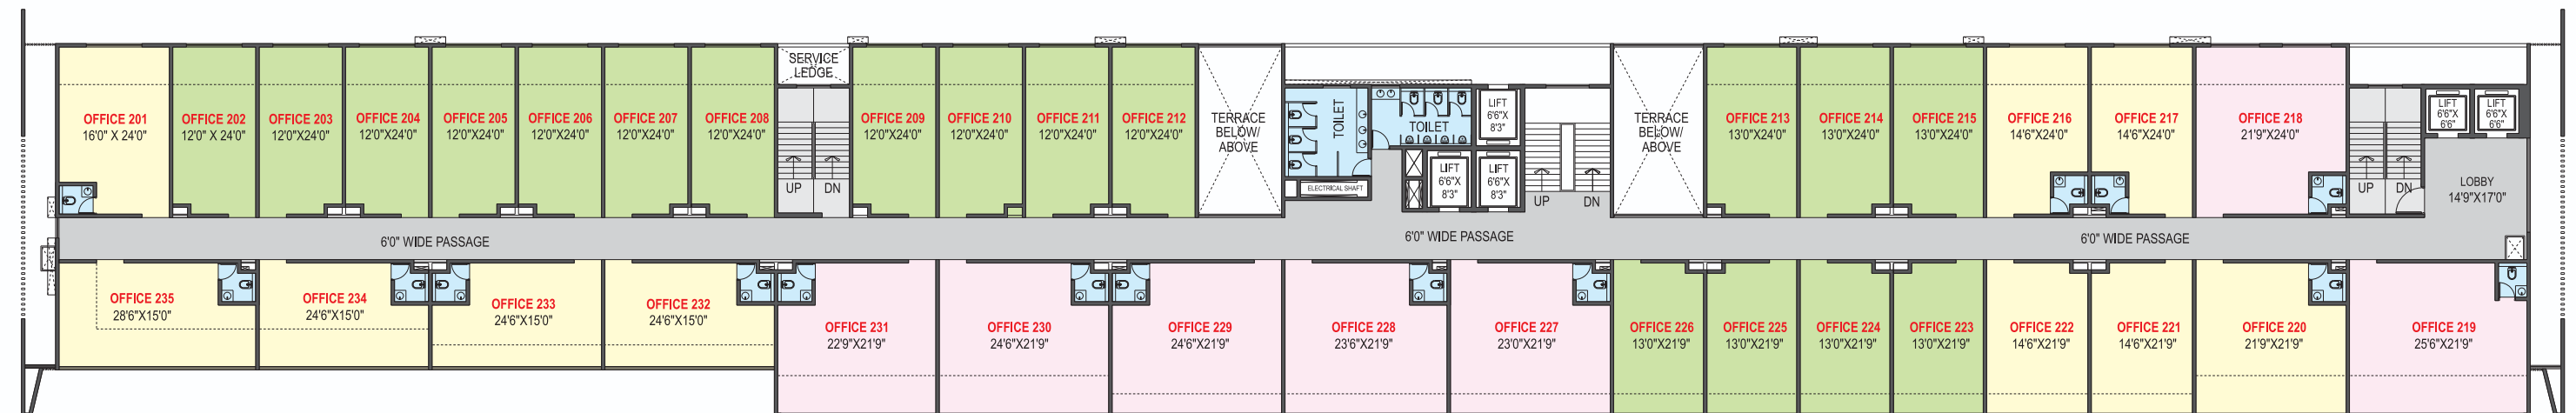 OFFICE 201
16'0" X 24'0"
OFFICE 202
12'0" X 24'0"
OFFICE 203
12'0"X24'0"
OFFICE 204
12'0"X24'0"
OFFICE 205
12'0"X24'0"
OFFICE 206
12'0"X24'0"
OFFICE 207
12'0"X24'0"
OFFICE 208
12'0"X24'0"
SERVICE
LEDGE
UP
DN
OFFICE 209
12'0"X24'0"
OFFICE 210
12'0"X24'0"
OFFICE 211
12'0"X24'0"
OFFICE 212
12'0"X24'0"
TERRACE
BELOW/
ABOVE
TOILET
ELECTRICAL SHAFT
TOILET
LIFT
6'6"X
8'3"
LIFT
6'6"X
8'3"
LIFT
6'6"X
8'3"
UP
DN
TERRACE
BELOW/
ABOVE
OFFICE 213
13'0"X24'0"
OFFICE 214
13'0"X24'0"
OFFICE 215
13'0"X24'0"
OFFICE 216
14'6"X24'0"
OFFICE 217
14'6"X24'0"
OFFICE 218
21'9"X24'0"
UP
DN
LIFT
6'6"X
6'6"
LIFT
6'6"X
6'6"
LOBBY
14'9"X17'0"
6'0" WIDE PASSAGE
6'0" WIDE PASSAGE
6'0" WIDE PASSAGE
OFFICE 235
28'6"X15'0"
OFFICE 234
24'6"X15'0"
OFFICE 233
24'6"X15'0"
OFFICE 232
24'6"X15'0"
OFFICE 231
22'9"X21'9"
OFFICE 230
24'6"X21'9"
OFFICE 229
24'6"X21'9"
OFFICE 228
23'6"X21'9"
OFFICE 227
23'0"X21'9"
OFFICE 226
13'0"X21'9"
OFFICE 225
13'0"X21'9"
OFFICE 224
13'0"X21'9"
OFFICE 223
13'0"X21'9"
OFFICE 222
14'6"X21'9"
OFFICE 221
14'6"X21'9"
OFFICE 220
21'9"X21'9"
OFFICE 219
25'6"X21'9"